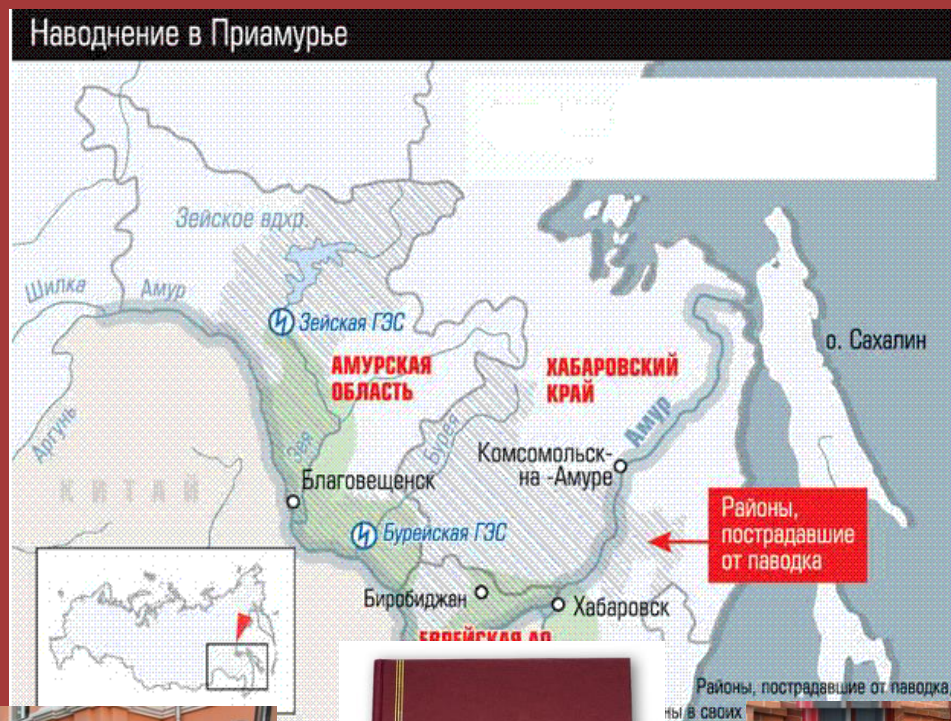 Наводнение в Приамурье
Зейское вдхр.
Шилка
Амур
Зейская ГЭС
о. Сахалин
АМУРСКАЯ
ОБЛАСТЬ
ХАБАРОВСКИЙ
КРАЙ
Аргунь
Зея
Бурея
Амур
Комсомольск-
на -Амуре
КИТАЙ
Благовещенск
Районы,
пострадавшие
от паводка
Бурейская ГЭС
Биробиджан
Хабаровск
ЕВРЕЙСКАЯ АО
Районы, пострадавшие от паводка,
ны в своих